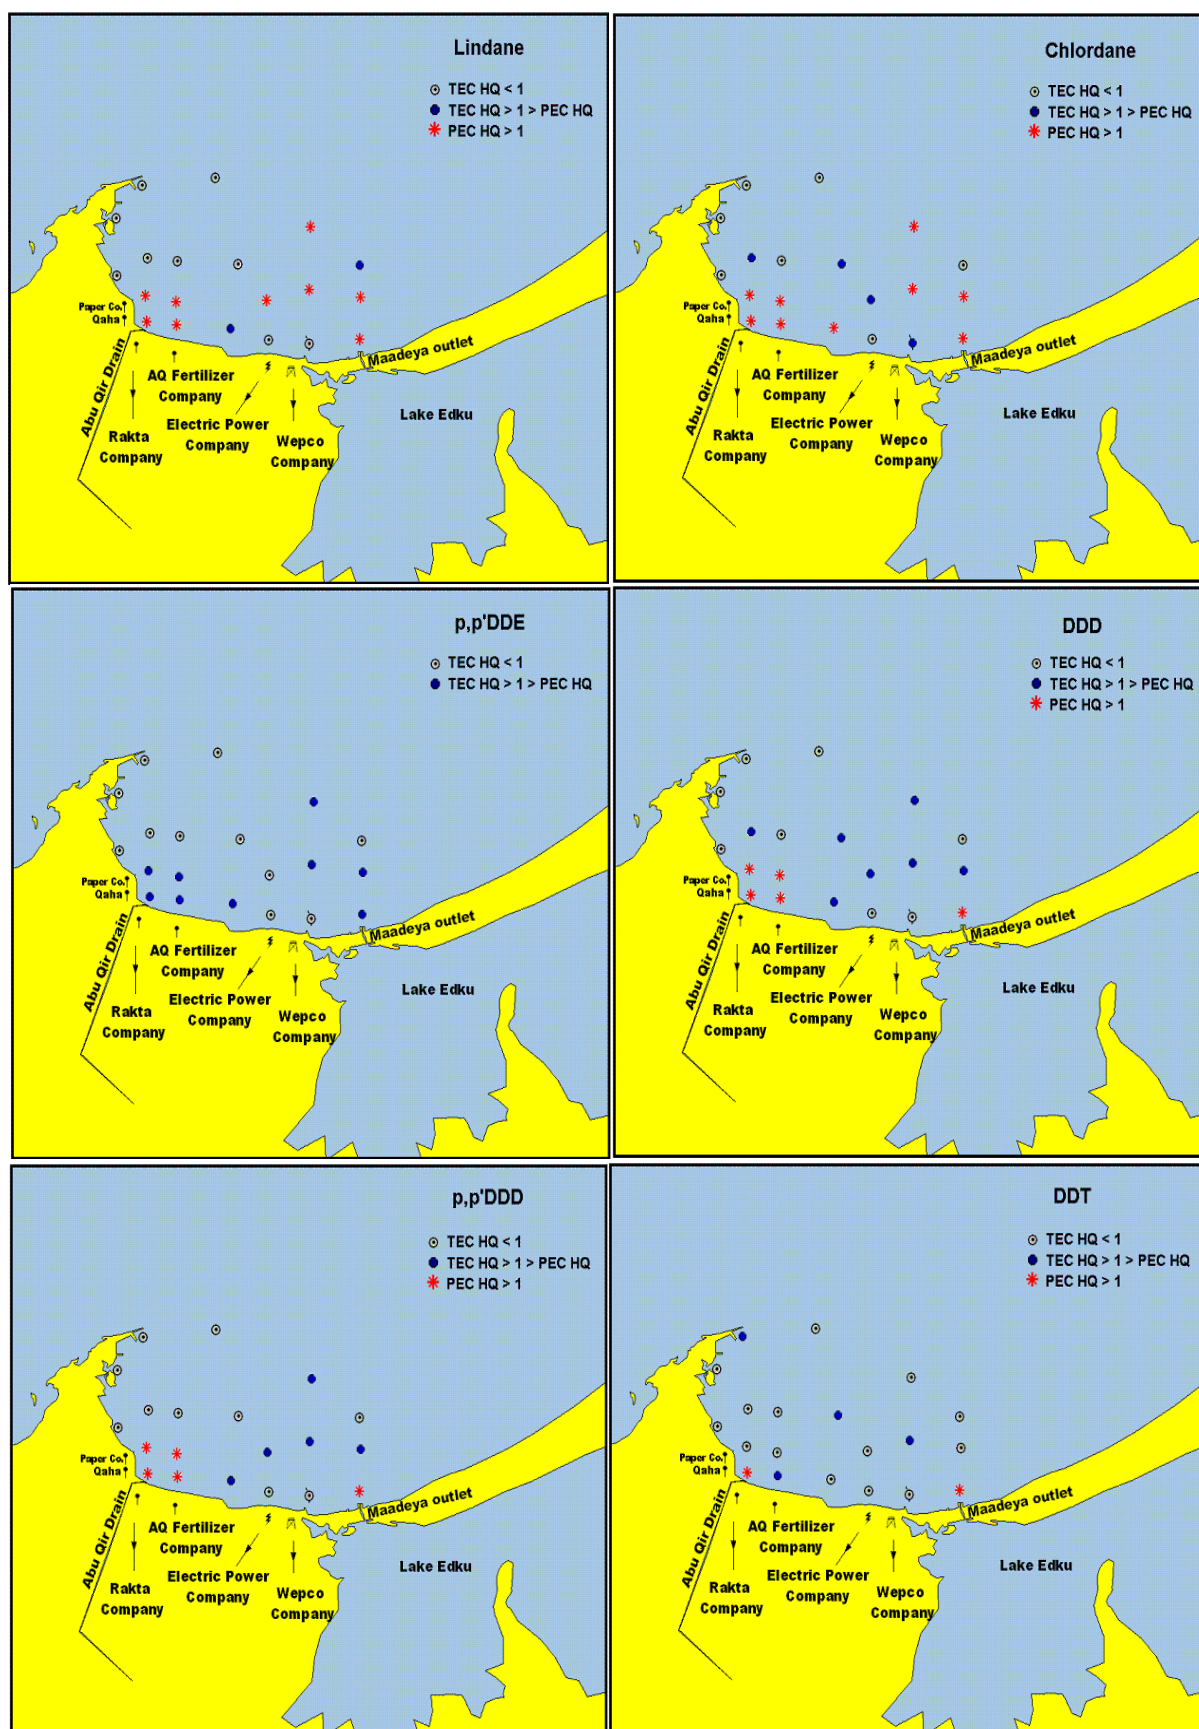 Lindane
TEC HQ < 1
TEC HQ > 1 > PEC HQ
PEC HQ > 1
Paper Co.
Qaha
Abu Qir Drain
Maadeya outlet
AQ Fertilizer
Company
Electric Power
Company
Rakta
Company
Wepco
Company
Lake Edku
Chlordane
TEC HQ < 1
TEC HQ > 1 > PEC HQ
PEC HQ > 1
Paper Co.
Qaha
Abu Qir Drain
Maadeya outlet
AQ Fertilizer
Company
Electric Power
Company
Rakta
Company
Wepco
Company
Lake Edku
p,p'DDE
TEC HQ < 1
TEC HQ > 1 > PEC HQ
Paper Co.
Qaha
Abu Qir Drain
Maadeya outlet
AQ Fertilizer
Company
Electric Power
Company
Rakta
Company
Wepco
Company
Lake Edku
DDD
TEC HQ < 1
TEC HQ > 1 > PEC HQ
PEC HQ > 1
Paper Co.
Qaha
Abu Qir Drain
Maadeya outlet
AQ Fertilizer
Company
Electric Power
Company
Rakta
Company
Wepco
Company
Lake Edku
p,p'DDD
TEC HQ < 1
TEC HQ > 1 > PEC HQ
PEC HQ > 1
Paper Co.
Qaha
Abu Qir Drain
Maadeya outlet
AQ Fertilizer
Company
Electric Power
Company
Rakta
Company
Wepco
Company
Lake Edku
DDT
TEC HQ < 1
TEC HQ > 1 > PEC HQ
PEC HQ > 1
Paper Co.
Qaha
Abu Qir Drain
Maadeya outlet
AQ Fertilizer
Company
Electric Power
Company
Rakta
Company
Wepco
Company
Lake Edku